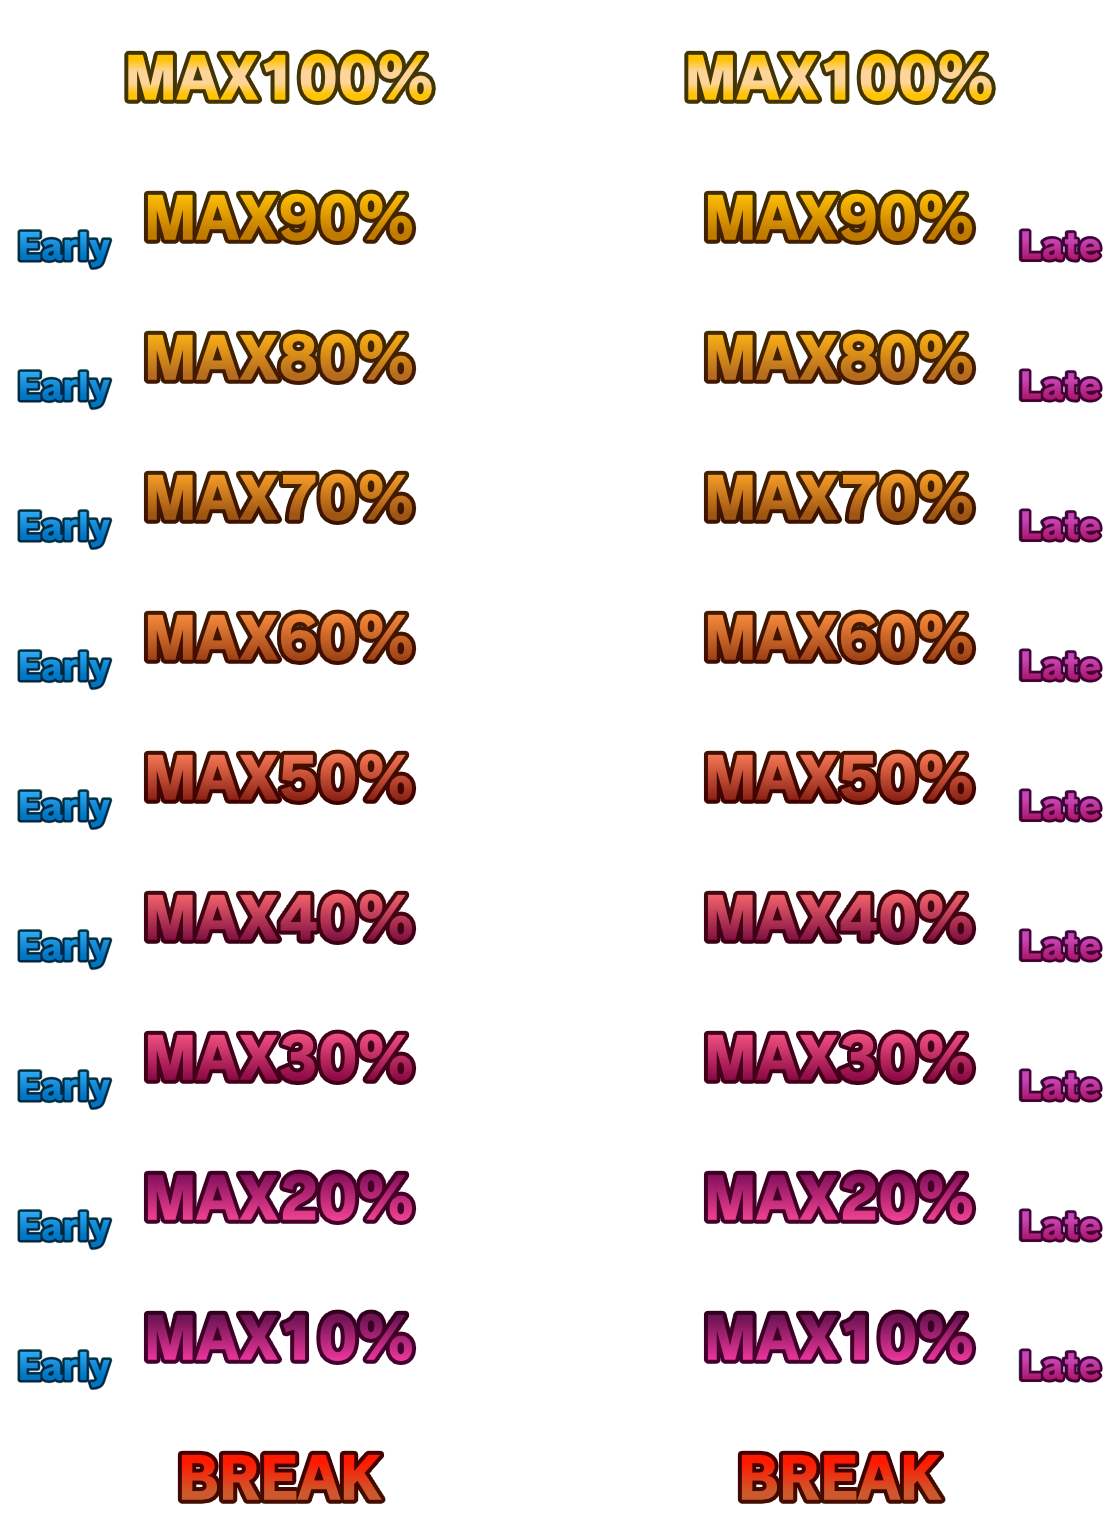 MAX100% MAX100%
Early MAX90% MAX90% Late
Early MAX80% MAX80% Late
Early MAX70% MAX70% Late
Early MAX60% MAX60% Late
Early MAX50% MAX50% Late
Early MAX40% MAX40% Late
Early MAX30% MAX30% Late
Early MAX20% MAX20% Late
Early MAX10% MAX10% Late
BREAK BREAK